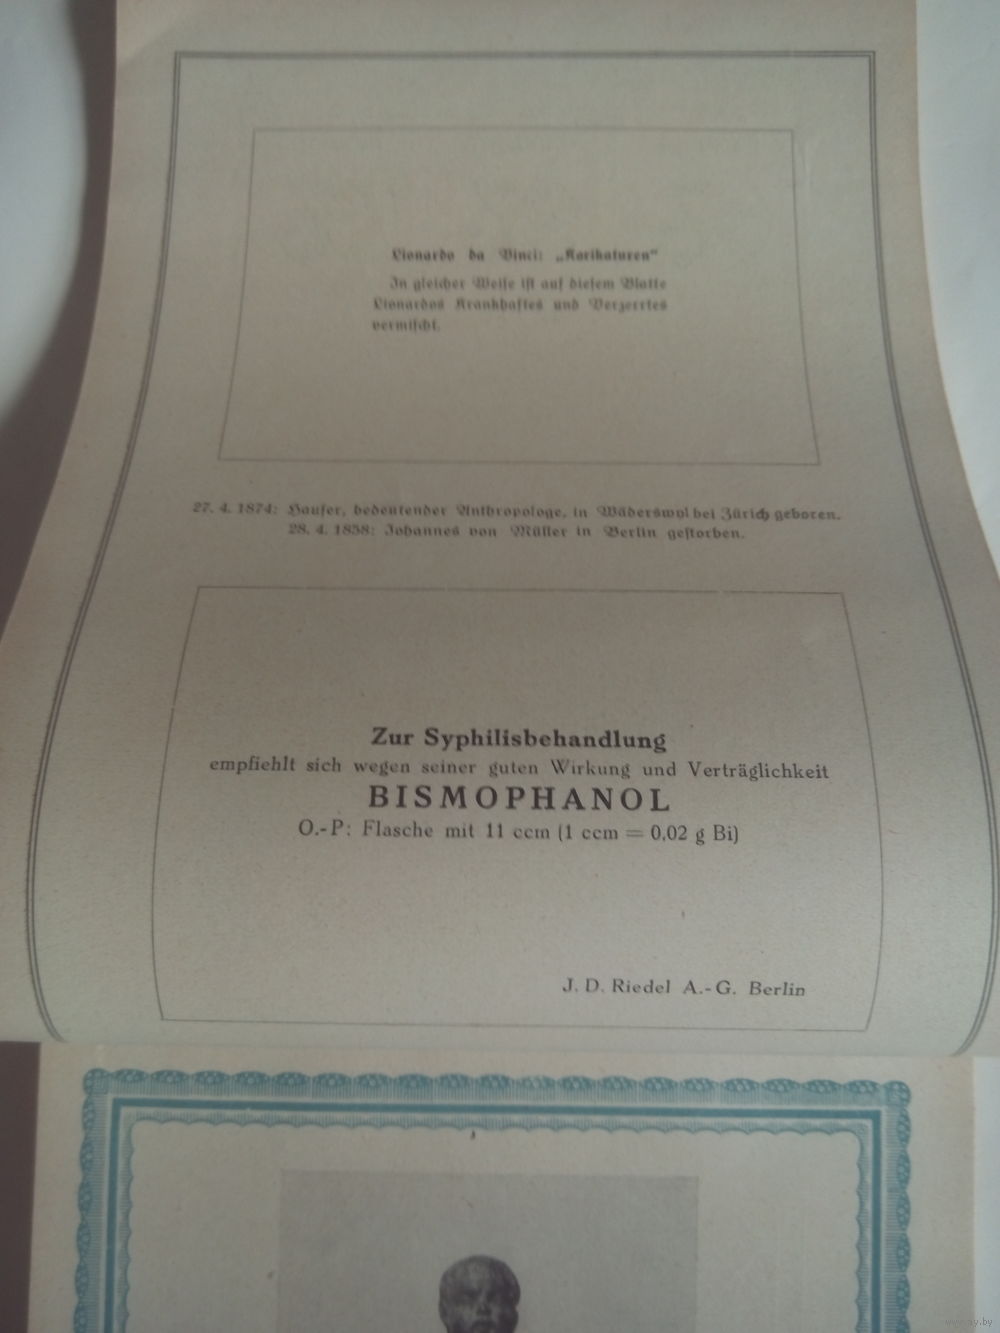 Lionardo da Vinci: „Karikaturen“
In gleicher Weise ist auf diesem Blatte
Lionardos Krankhaftes und Verzerrtes
vermischt.
27. 4. 1874: Hauser, bedeutender Anthropologe, in Wäderswol bei Zürich geboren.
28. 4. 1858: Johannes von Müller in Berlin gestorben.
Zur Syphilisbehandlung
empfiehlt sich wegen seiner guten Wirkung und Verträglichkeit
BISMOPHANOL
O.-P: Flasche mit 11 ccm (1 ccm = 0,02 g Bi)
J. D. Riedel A.-G. Berlin